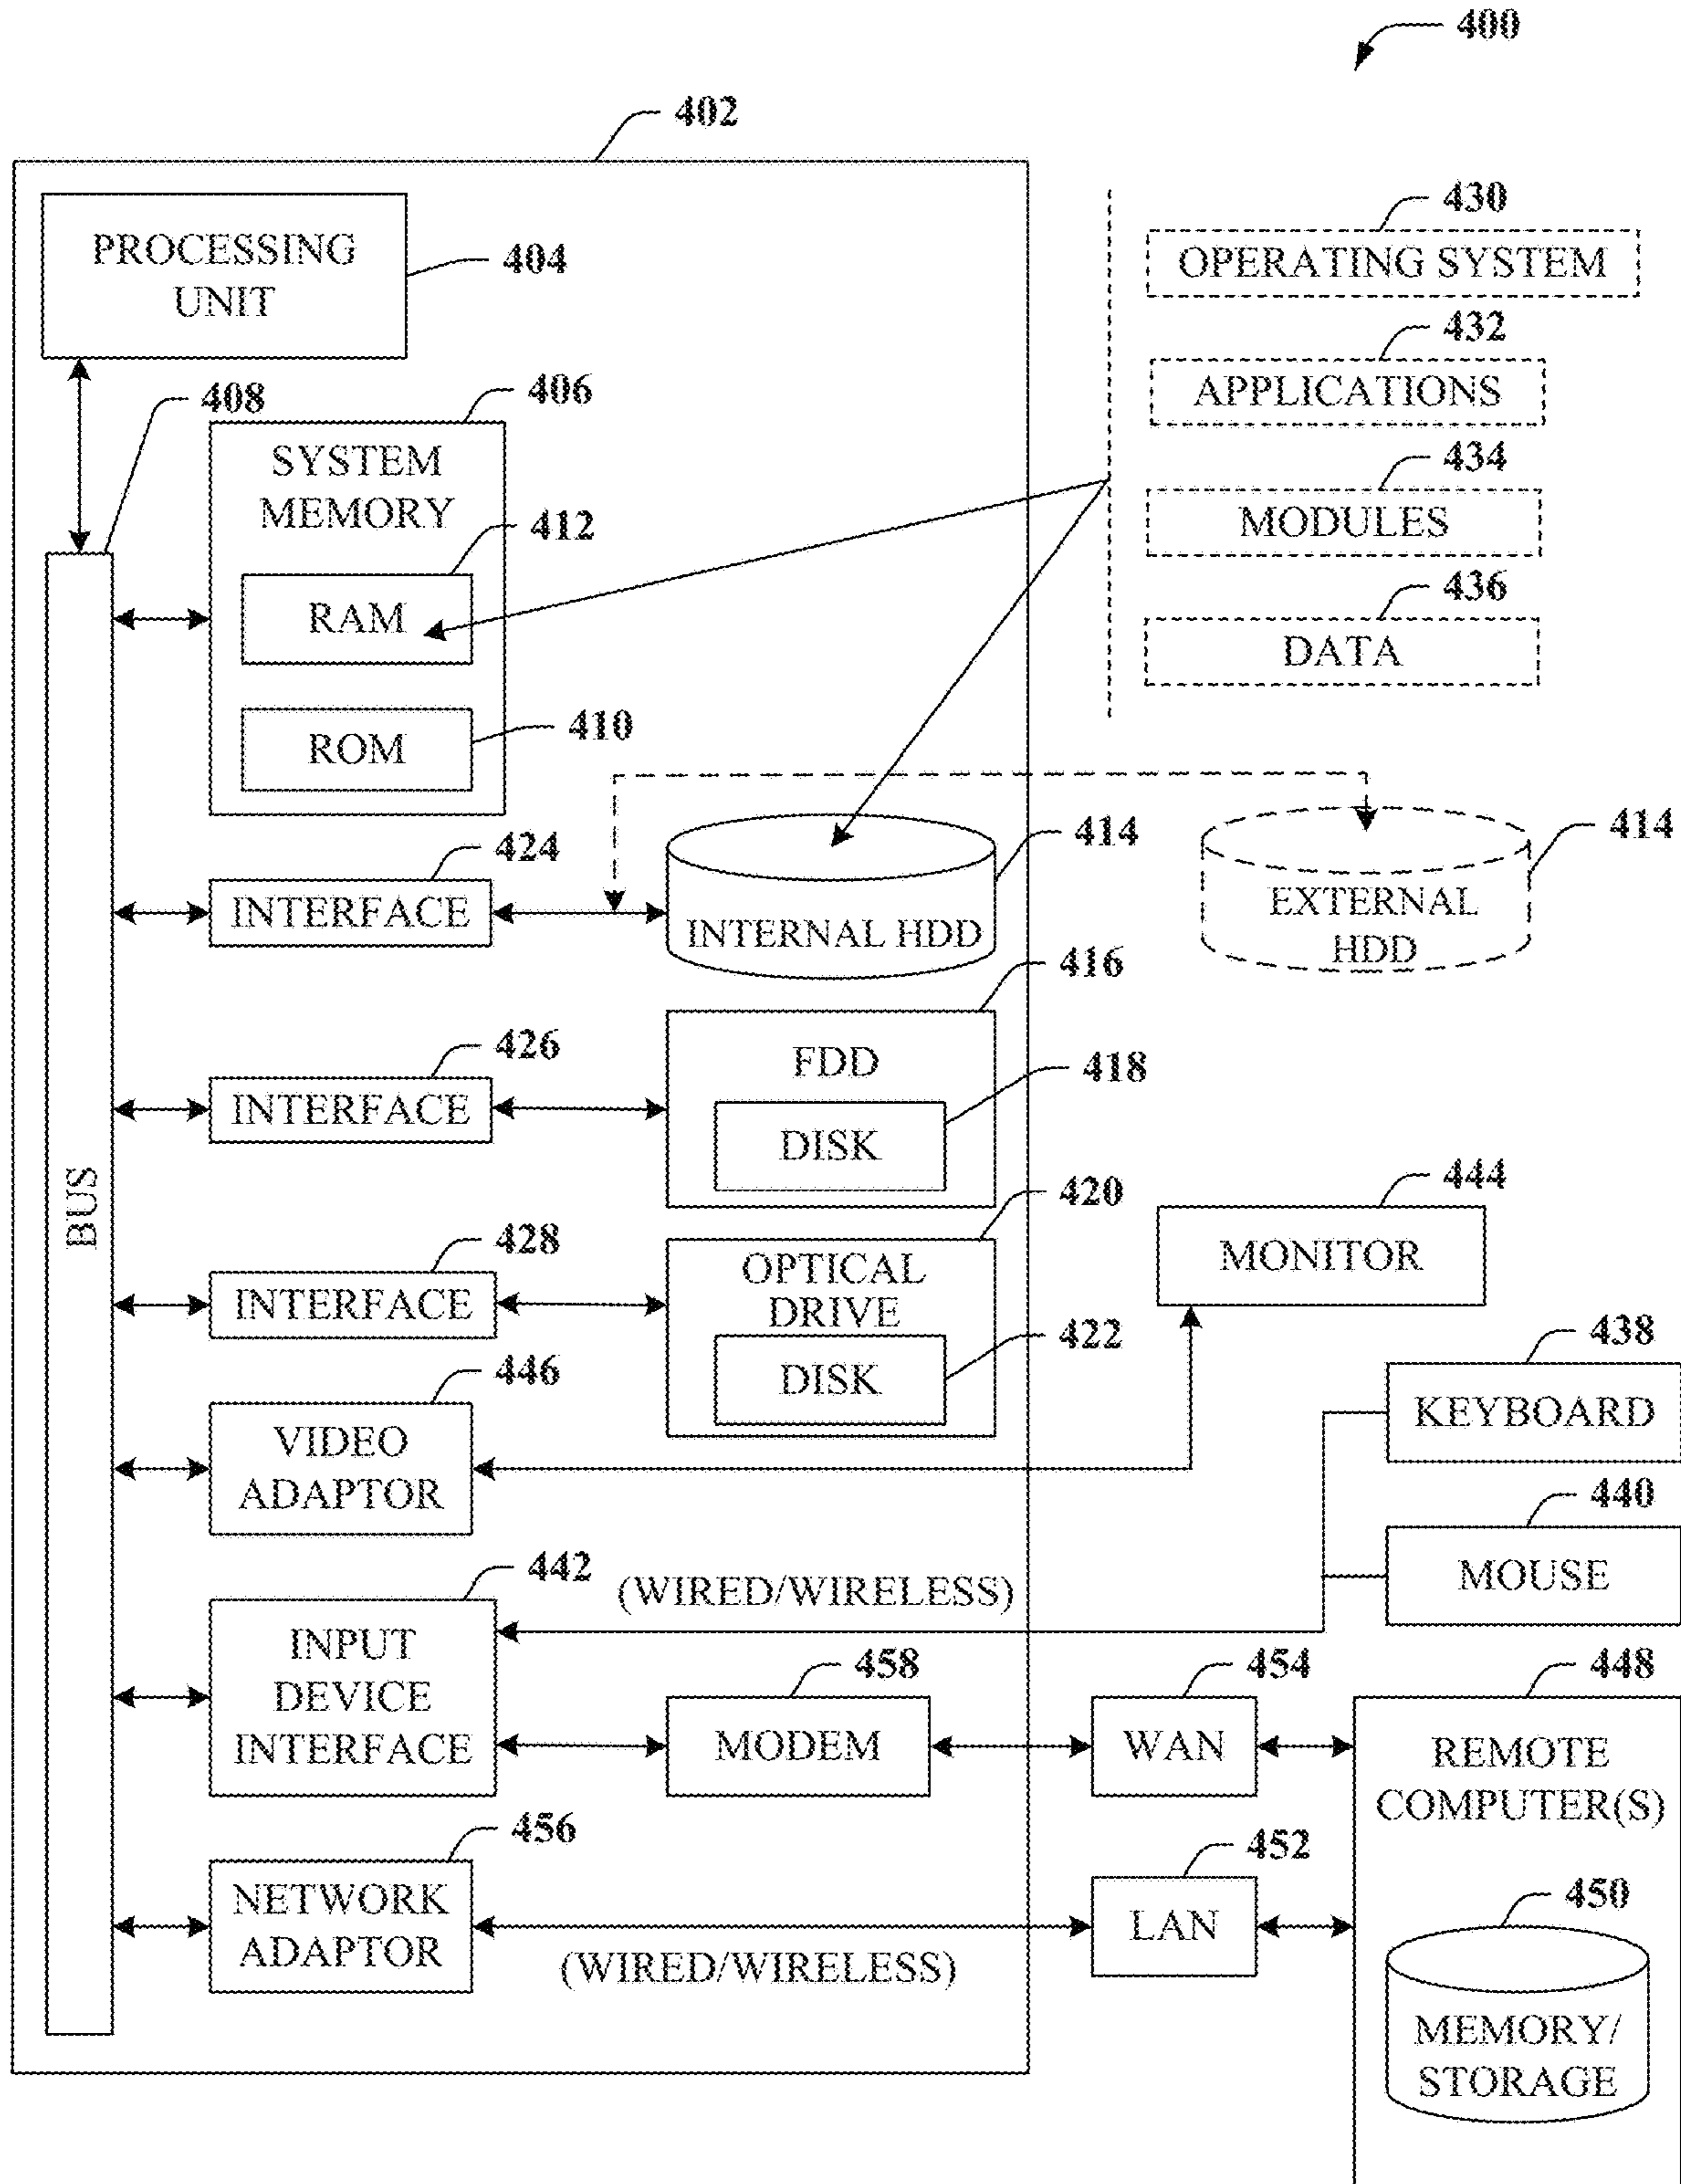 400
402
PROCESSING
UNIT
404
430
OPERATING SYSTEM
432
APPLICATIONS
434
MODULES
436
DATA
408
406
SYSTEM
MEMORY
412
RAM
410
ROM
BUS
424
INTERFACE
414
INTERNAL HDD
414
EXTERNAL
HDD
426
INTERFACE
416
FDD
418
DISK
428
INTERFACE
420
OPTICAL
DRIVE
422
DISK
444
MONITOR
446
VIDEO
ADAPTOR
438
KEYBOARD
440
MOUSE
442
(WIRED/WIRELESS)
INPUT
DEVICE
INTERFACE
458
MODEM
454
WAN
448
REMOTE
COMPUTER(S)
456
NETWORK
ADAPTOR
(WIRED/WIRELESS)
452
LAN
450
MEMORY/
STORAGE